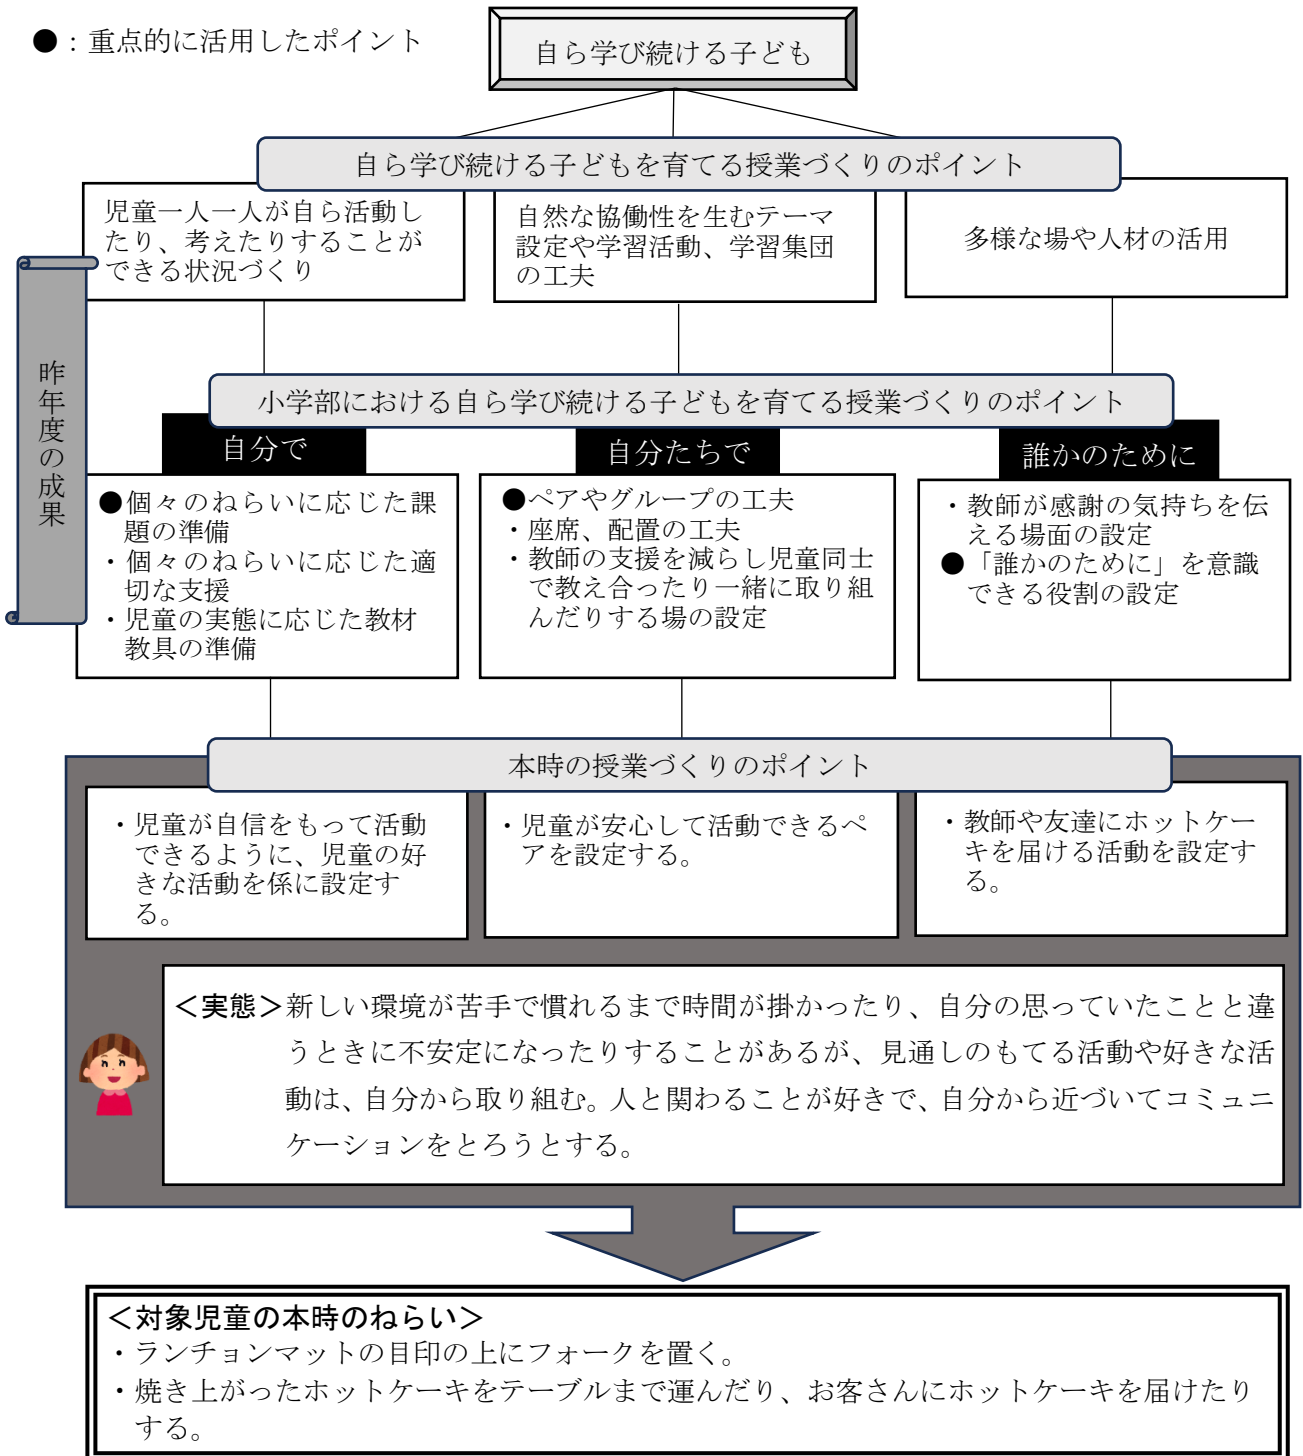 ●：重点的に活用したポイント
自ら学び続ける子ども
自ら学び続ける子どもを育てる授業づくりのポイント
児童一人一人が自ら活動し
たり、考えたりすることが
できる状況づくり
自然な協働性を生むテーマ
設定や学習活動、学習集団
の工夫
多様な場や人材の活用
昨年度の成果
小学部における自ら学び続ける子どもを育てる授業づくりのポイント
自分で
●個々のねらいに応じた課
題の準備
・個々のねらいに応じた適
切な支援
・児童の実態に応じた教材
教具の準備
自分たちで
●ペアやグループの工夫
・座席、配置の工夫
・教師の支援を減らし児童同士
で教え合ったり一緒に取り組
んだりする場の設定
誰かのために
・教師が感謝の気持ちを伝
える場面の設定
●「誰かのために」を意識
できる役割の設定
本時の授業づくりのポイント
・児童が自信をもって活動
できるように、児童の好
きな活動を係に設定す
る。
・児童が安心して活動できるペ
アを設定する。
・教師や友達にホットケー
キを届ける活動を設定す
る。
＜実態＞新しい環境が苦手で慣れるまで時間が掛かったり、自分の思っていたことと違
うときに不安定になったりすることがあるが、見通しのもてる活動や好きな活
動は、自分から取り組む。人と関わることが好きで、自分から近づいてコミュニ
ケーションをとろうとする。
＜対象児童の本時のねらい＞
・ランチョンマットの目印の上にフォークを置く。
・焼き上がったホットケーキをテーブルまで運んだり、お客さんにホットケーキを届けたり
する。